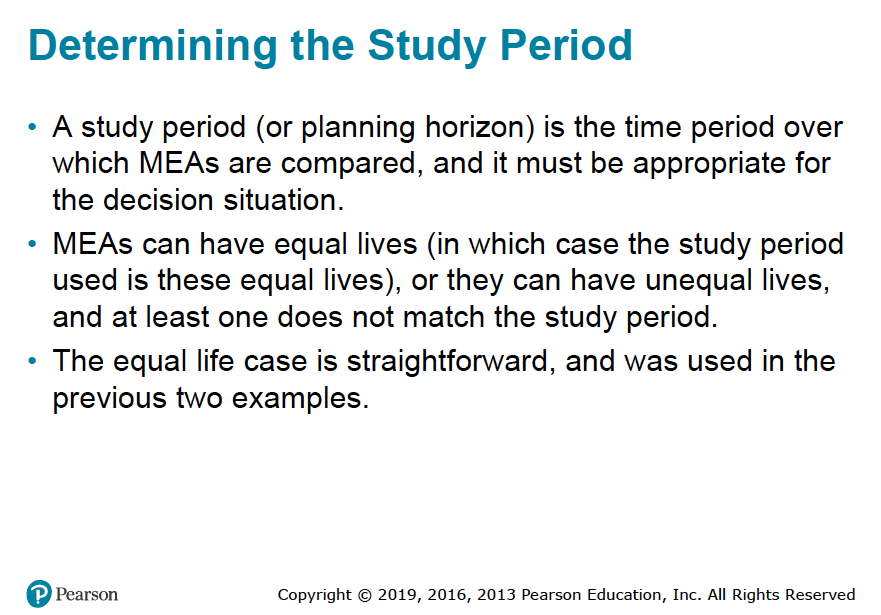 Determining the Study Period
• A study period (or planning horizon) is the time period over
which MEAs are compared, and it must be appropriate for
the decision situation.
• MEAs can have equal lives (in which case the study period
used is these equal lives), or they can have unequal lives,
and at least one does not match the study period.
• The equal life case is straightforward, and was used in the
previous two examples.
Pearson
Copyright © 2019, 2016, 2013 Pearson Education, Inc. All Rights Reserved